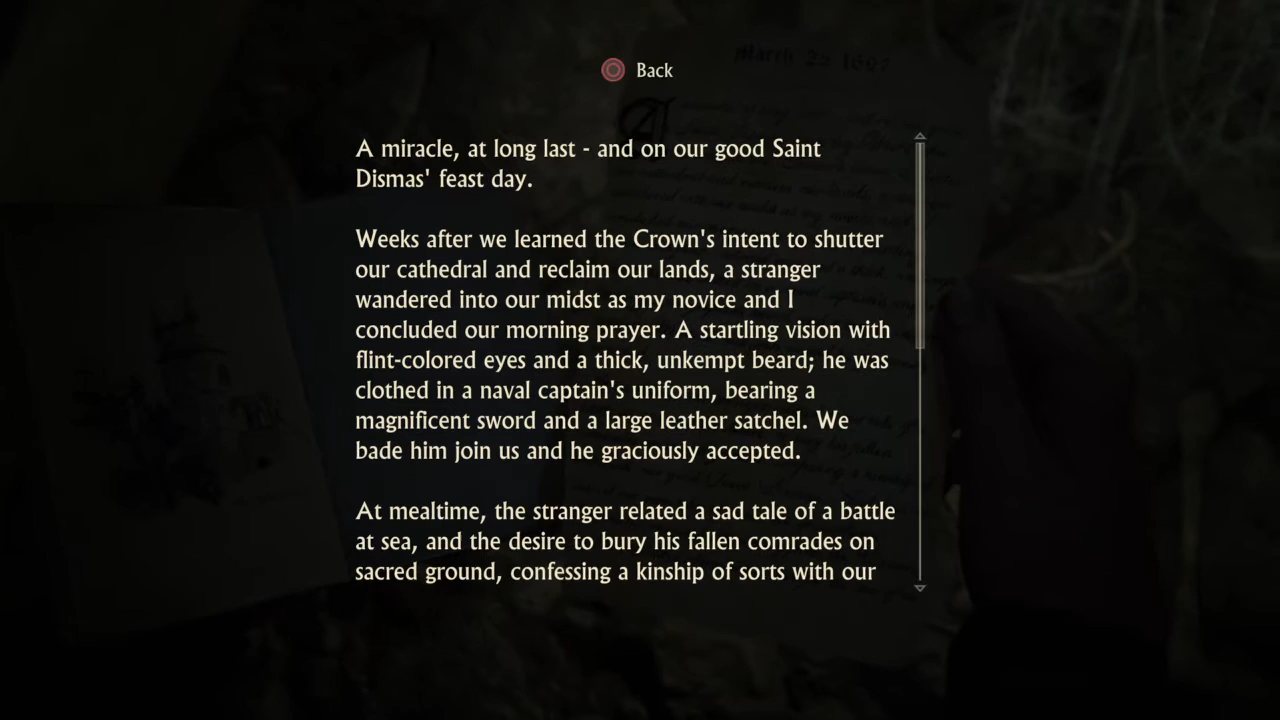 Back
March 25 1697
A miracle, at long last - and on our good Saint
Dismas' feast day.
Weeks after we learned the Crown's intent to shutter
our cathedral and reclaim our lands, a stranger
wandered into our midst as my novice and I
concluded our morning prayer. A startling vision with
flint-colored eyes and a thick, unkempt beard; he was
clothed in a naval captain's uniform, bearing a
magnificent sword and a large leather satchel. We
bade him join us and he graciously accepted.
At mealtime, the stranger related a sad tale of a battle
at sea, and the desire to bury his fallen comrades on
sacred ground, confessing a kinship of sorts with our